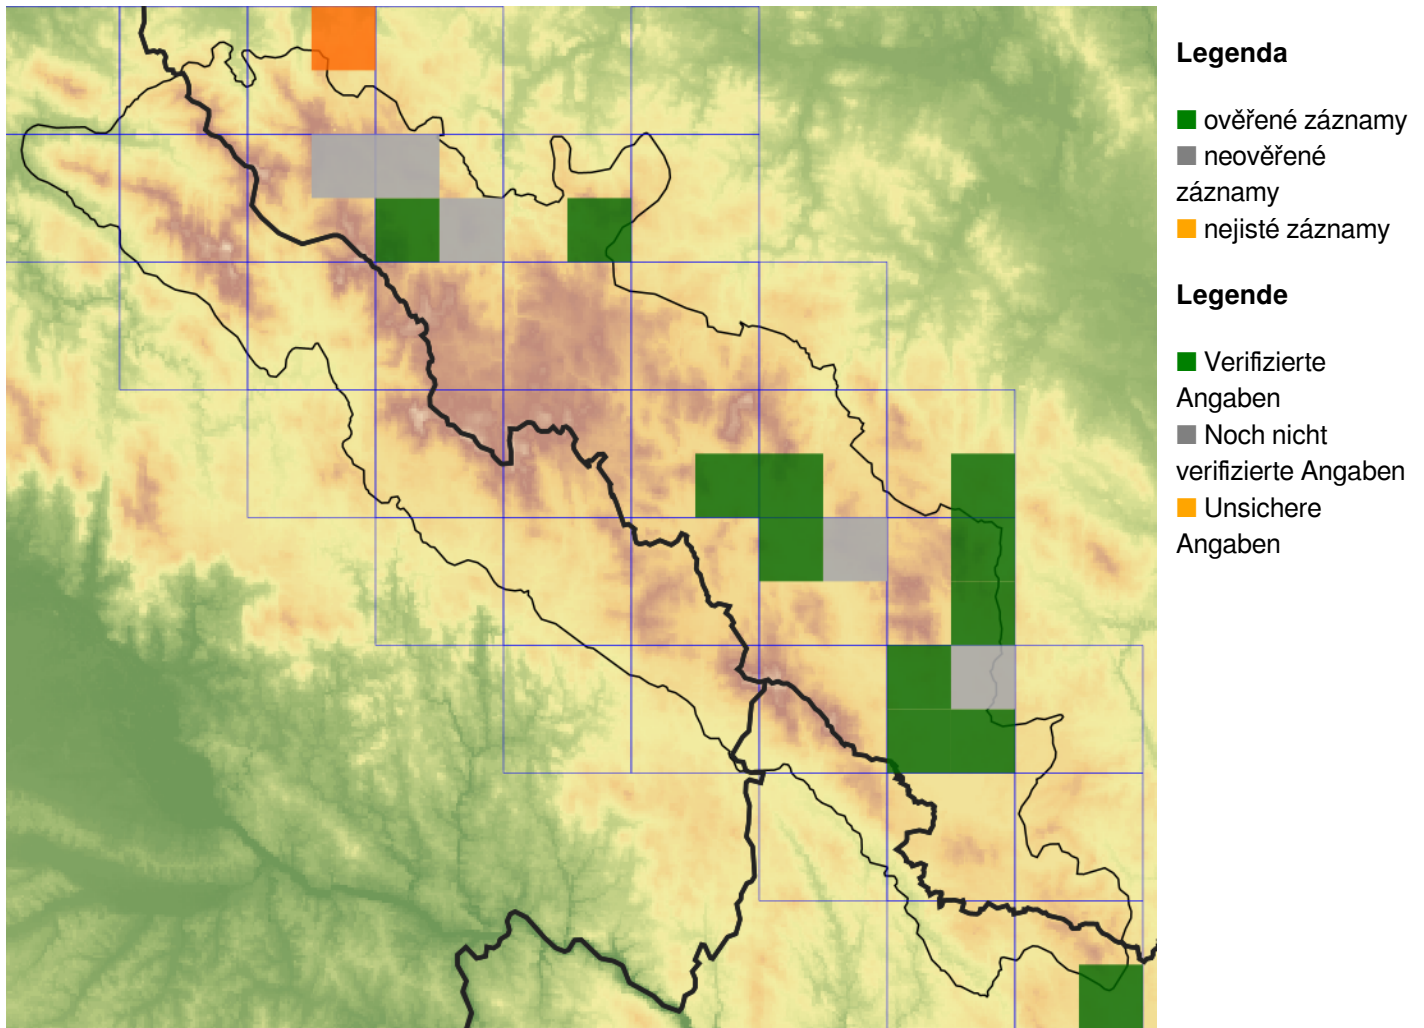 Legenda
ověřené záznamy
neověřené
záznamy
nejisté záznamy
Legende
Verifizierte
Angaben
Noch nicht
verifizierte Angaben
Unsichere
Angaben